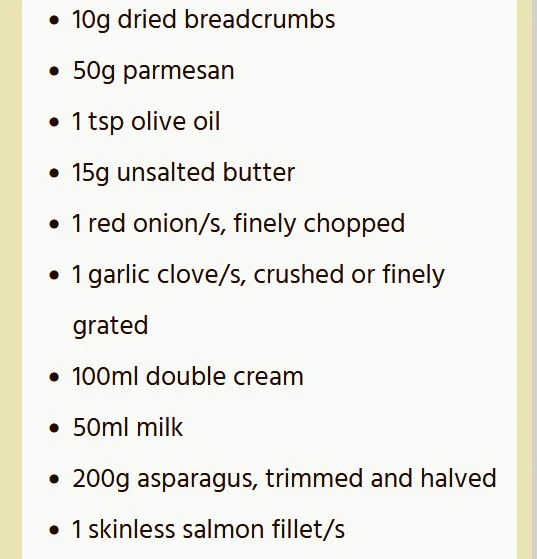 • 10g dried breadcrumbs
• 50g parmesan
• 1 tsp olive oil
• 15g unsalted butter
• 1 red onion/s, finely chopped
• 1 garlic clove/s, crushed or finely
grated
• 100ml double cream
• 50ml milk
• 200g asparagus, trimmed and halved
• 1 skinless salmon fillet/s